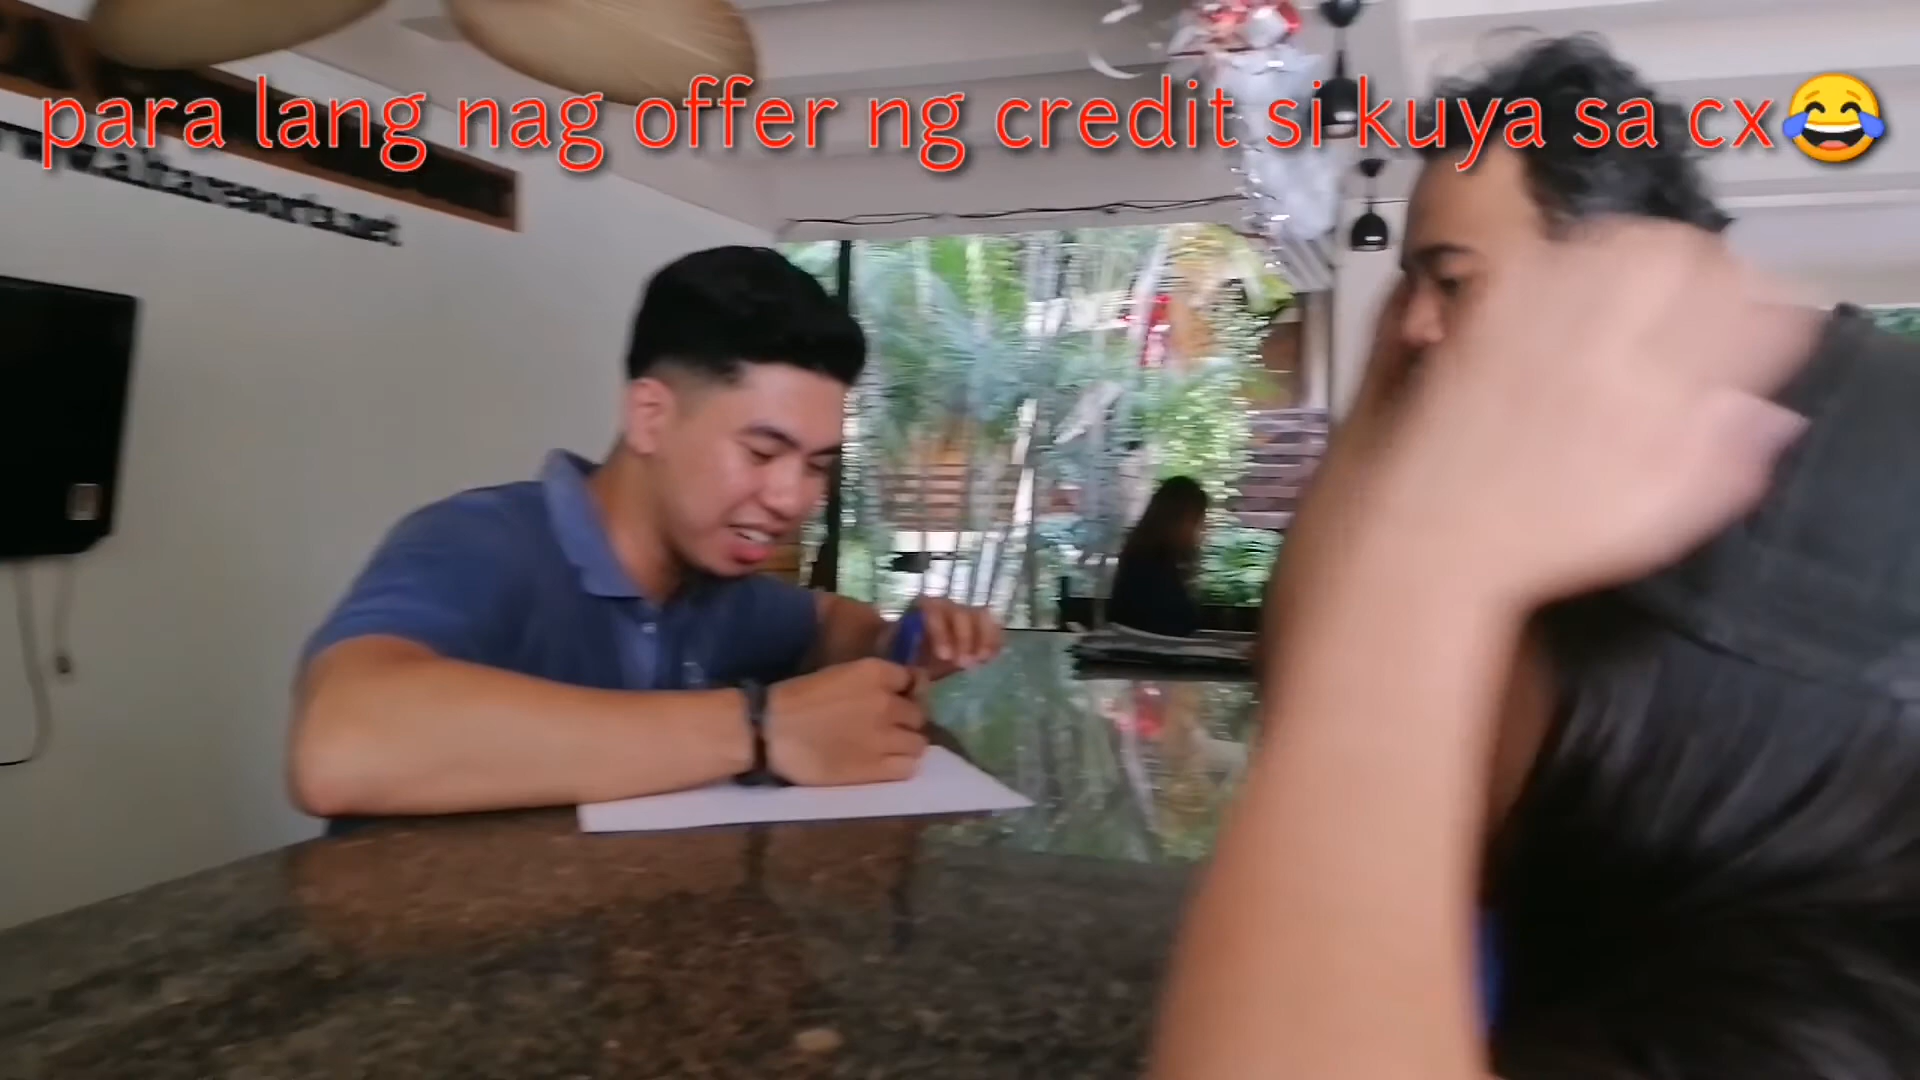 para lang nag offer ng credit si kuya sa cx😂